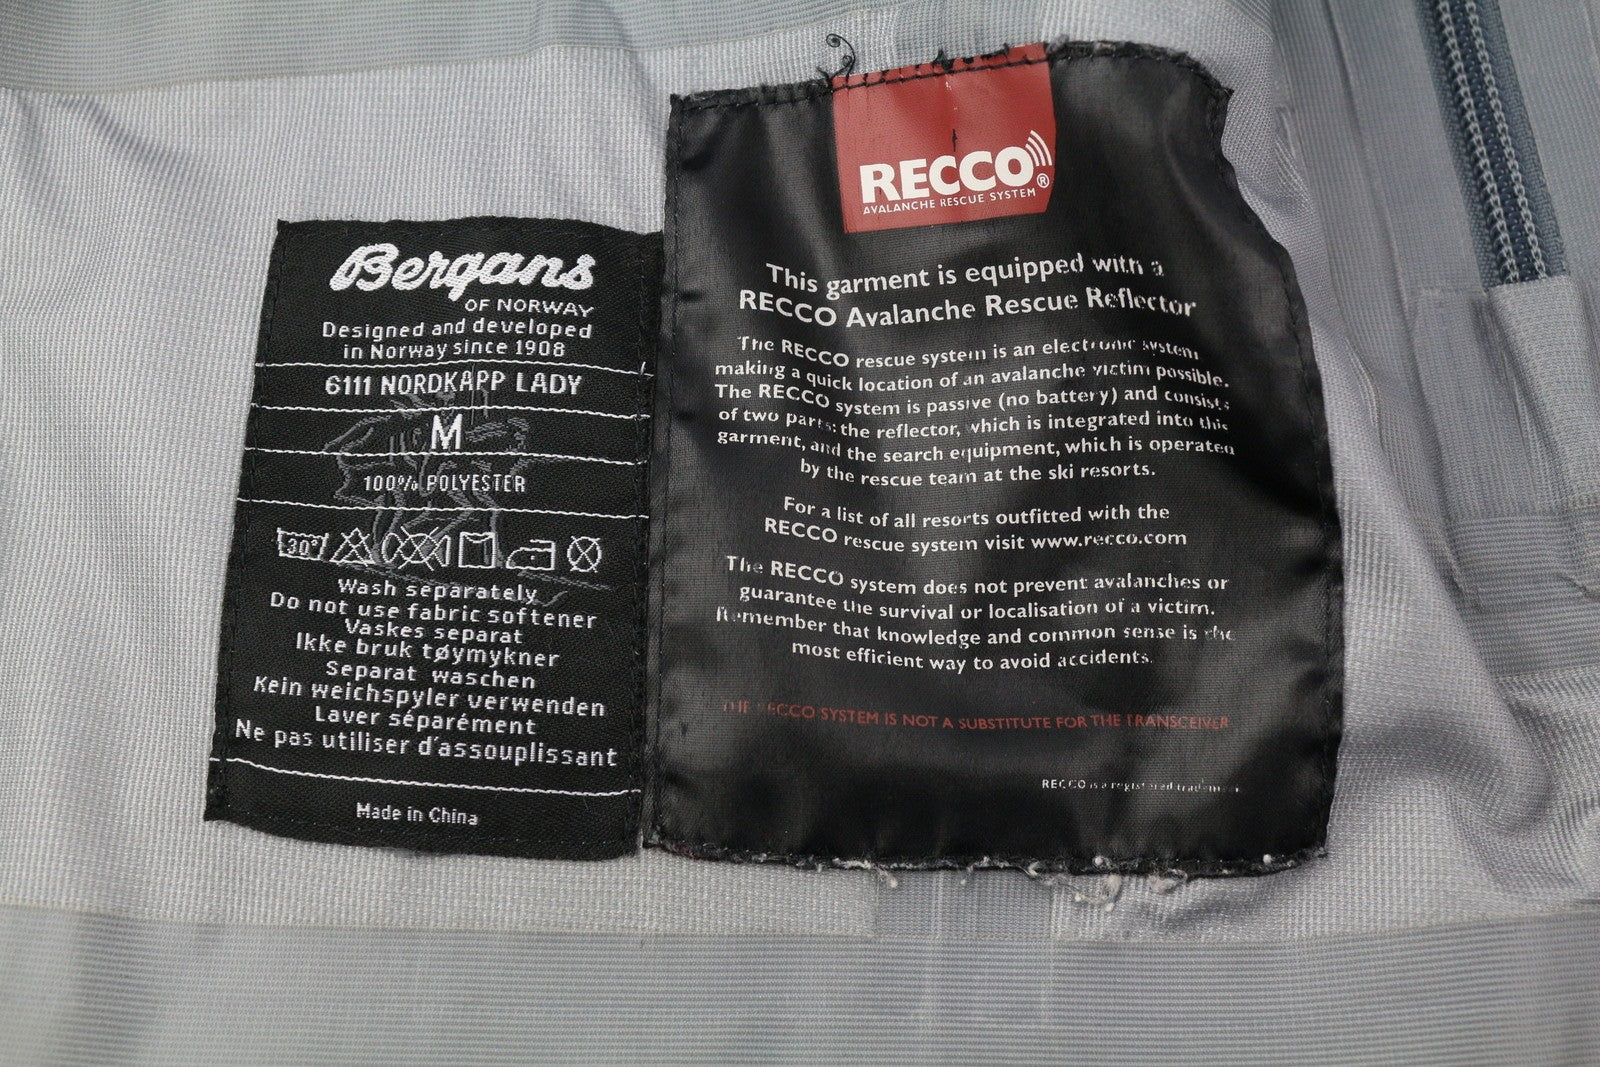 Bergans
OF NORWAY
Designed and developed
in Norway since 1908
6111 NORDKAPP LADY
M
100% POLYESTER
30°
Wash separately
Do not use fabric softener
Vaskes separat
Ikke bruk tøymykner
Separat waschen
Kein weichspyler verwenden
Laver séparément
Ne pas utiliser d'assouplissant
Made in China
RECCO®
AVALANCHE RESCUE SYSTEM
This garment is equipped with a
RECCO Avalanche Rescue Reflector
The RECCO rescue system is an electronic system
making a quick location of an avalanche victim possible.
The RECCO system is passive (no battery) and consists
of two parts: the reflector, which is integrated into this
garment, and the search equipment, which is operated
by the rescue team at the ski resorts.
For a list of all resorts outfitted with the
RECCO rescue system visit www.recco.com
The RECCO system does not prevent avalanches or
guarantee the survival or localisation of a victim.
Remember that knowledge and common sense is the
most efficient way to avoid accidents.
THE RECCO SYSTEM IS NOT A SUBSTITUTE FOR THE TRANSCEIVER
RECCO is a registered trademark